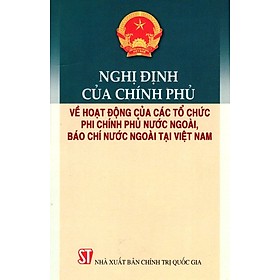 NGHỊ ĐỊNH
CỦA CHÍNH PHỦ
VỀ HOẠT ĐỘNG CỦA CÁC TỔ CHỨC
PHI CHÍNH PHỦ NƯỚC NGOÀI,
BÁO CHÍ NƯỚC NGOÀI TẠI VIỆT NAM
ST NHÀ XUẤT BẢN CHÍNH TRỊ QUỐC GIA